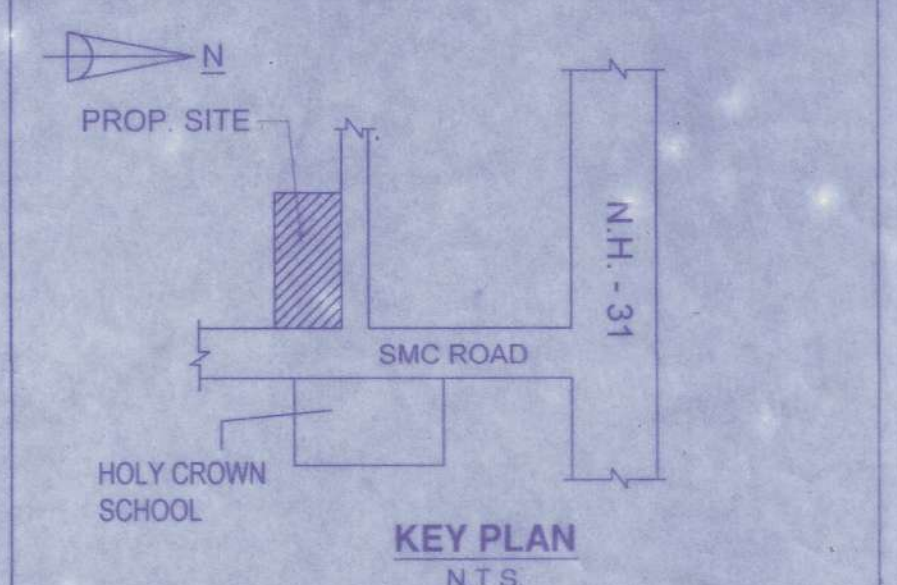 N
PROP. SITE
N.H. - 31
SMC ROAD
HOLY CROWN
SCHOOL
KEY PLAN
N.T.S.